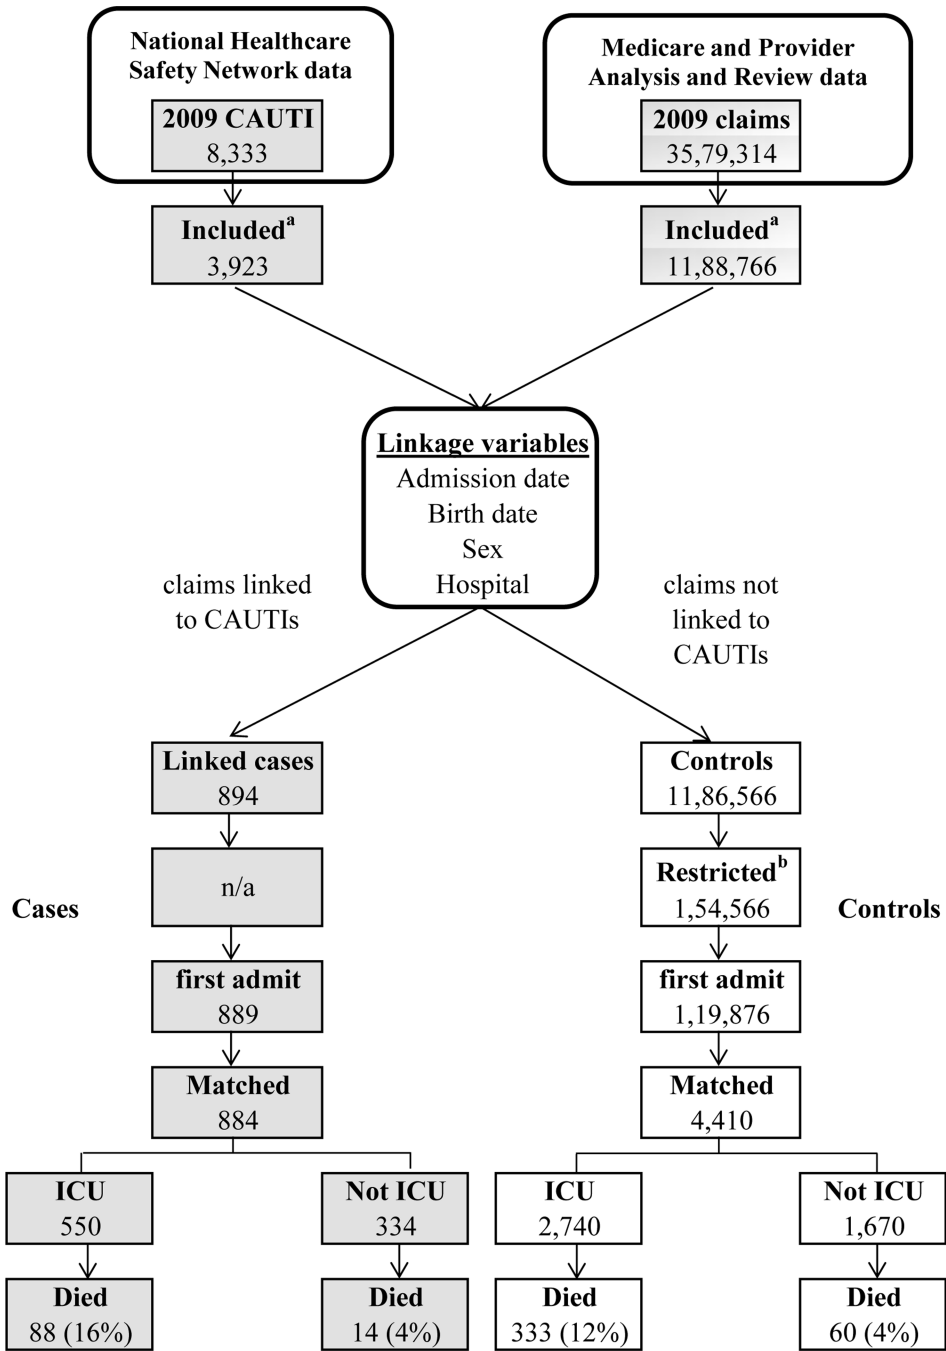 National Healthcare
Safety Network data
2009 CAUTI
8,333
Included^a
3,923
Medicare and Provider
Analysis and Review data
2009 claims
35,79,314
Included^a
11,88,766
Linkage variables
Admission date
Birth date
Sex
Hospital
claims linked
to CAUTIs
claims not
linked to
CAUTIs
Cases
Linked cases
894
n/a
first admit
889
Matched
884
ICU
550
Died
88 (16%)
Not ICU
334
Died
14 (4%)
Controls
Controls
11,86,566
Restricted^b
1,54,566
first admit
1,19,876
Matched
4,410
ICU
2,740
Died
333 (12%)
Not ICU
1,670
Died
60 (4%)